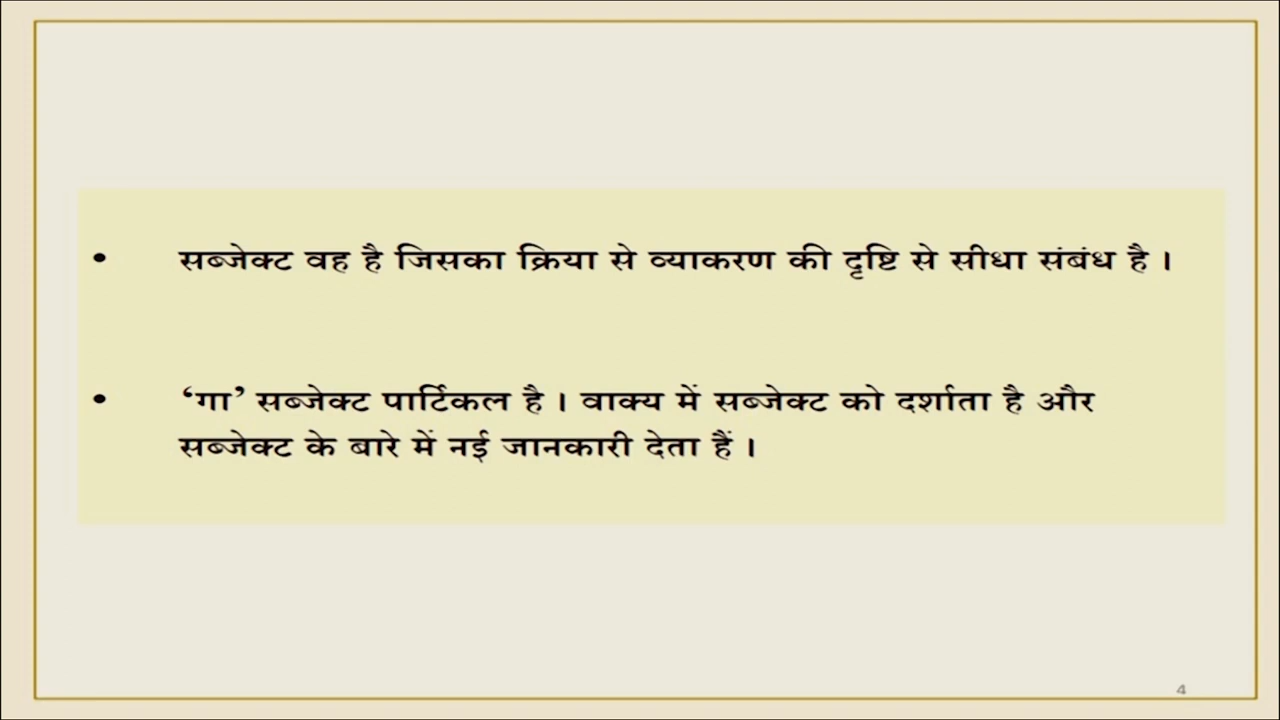 • सब्जेक्ट वह है जिसका क्रिया से व्याकरण की दृष्टि से सीधा संबंध है ।
• ‘गा’ सब्जेक्ट पार्टिकल है । वाक्य में सब्जेक्ट को दर्शाता है और
सब्जेक्ट के बारे में नई जानकारी देता हैं ।
4